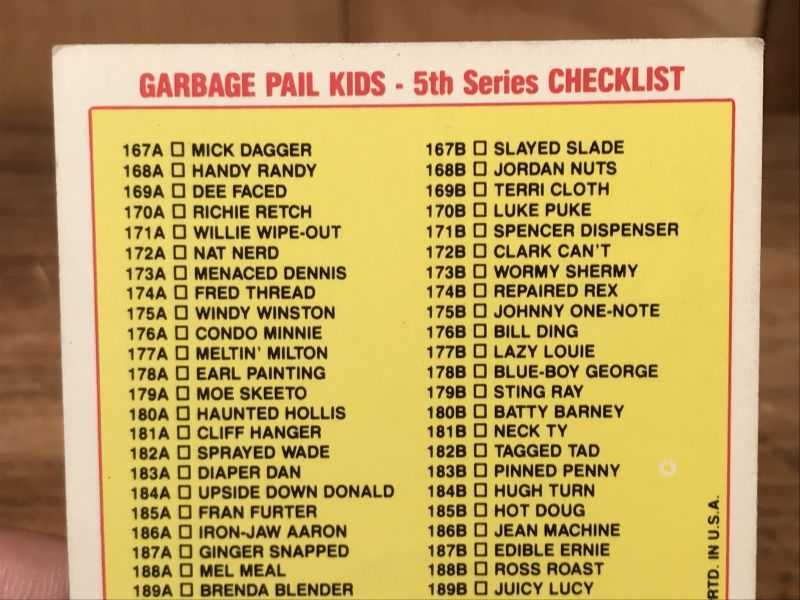 GARBAGE PAIL KIDS - 5th Series CHECKLIST
167A □ MICK DAGGER 167B □ SLAYED SLADE
168A □ HANDY RANDY 168B □ JORDAN NUTS
169A □ DEE FACED 169B □ TERRI CLOTH
170A □ RICHIE RETCH 170B □ LUKE PUKE
171A □ WILLIE WIPE-OUT 171B □ SPENCER DISPENSER
172A □ NAT NERD 172B □ CLARK CAN'T
173A □ MENACED DENNIS 173B □ WORMY SHERMY
174A □ FRED THREAD 174B □ REPAIRED REX
175A □ WINDY WINSTON 175B □ JOHNNY ONE-NOTE
176A □ CONDO MINNIE 176B □ BILL DING
177A □ MELTIN' MILTON 177B □ LAZY LOUIE
178A □ EARL PAINTING 178B □ BLUE-BOY GEORGE
179A □ MOE SKEETO 179B □ STING RAY
180A □ HAUNTED HOLLIS 180B □ BATTY BARNEY
181A □ CLIFF HANGER 181B □ NECK TY
182A □ SPRAYED WADE 182B □ TAGGED TAD
183A □ DIAPER DAN 183B □ PINNED PENNY
184A □ UPSIDE DOWN DONALD 184B □ HUGH TURN
185A □ FRAN FURTER 185B □ HOT DOUG
186A □ IRON-JAW AARON 186B □ JEAN MACHINE
187A □ GINGER SNAPPED 187B □ EDIBLE ERNIE
188A □ MEL MEAL 188B □ ROSS ROAST
189A □ BRENDA BLENDER 189B □ JUICY LUCY
RTD. IN U.S.A.